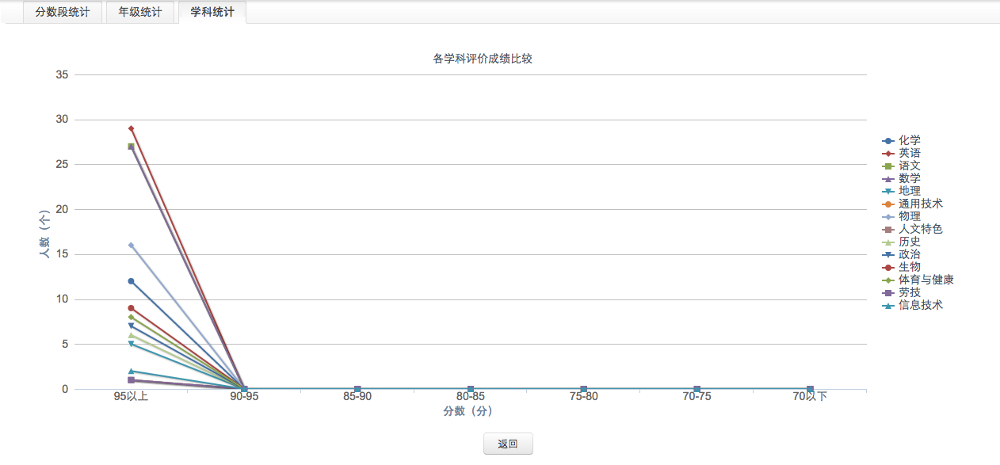 分数段统计 年级统计 学科统计
各学科评价成绩比较
35
30
25
20
15
10
5
0
人数（个）
95以上 90-95 85-90 80-85 75-80 70-75 70以下
分数（分）
化学
英语
语文
数学
地理
通用技术
物理
人文特色
历史
政治
生物
体育与健康
劳技
信息技术
返回